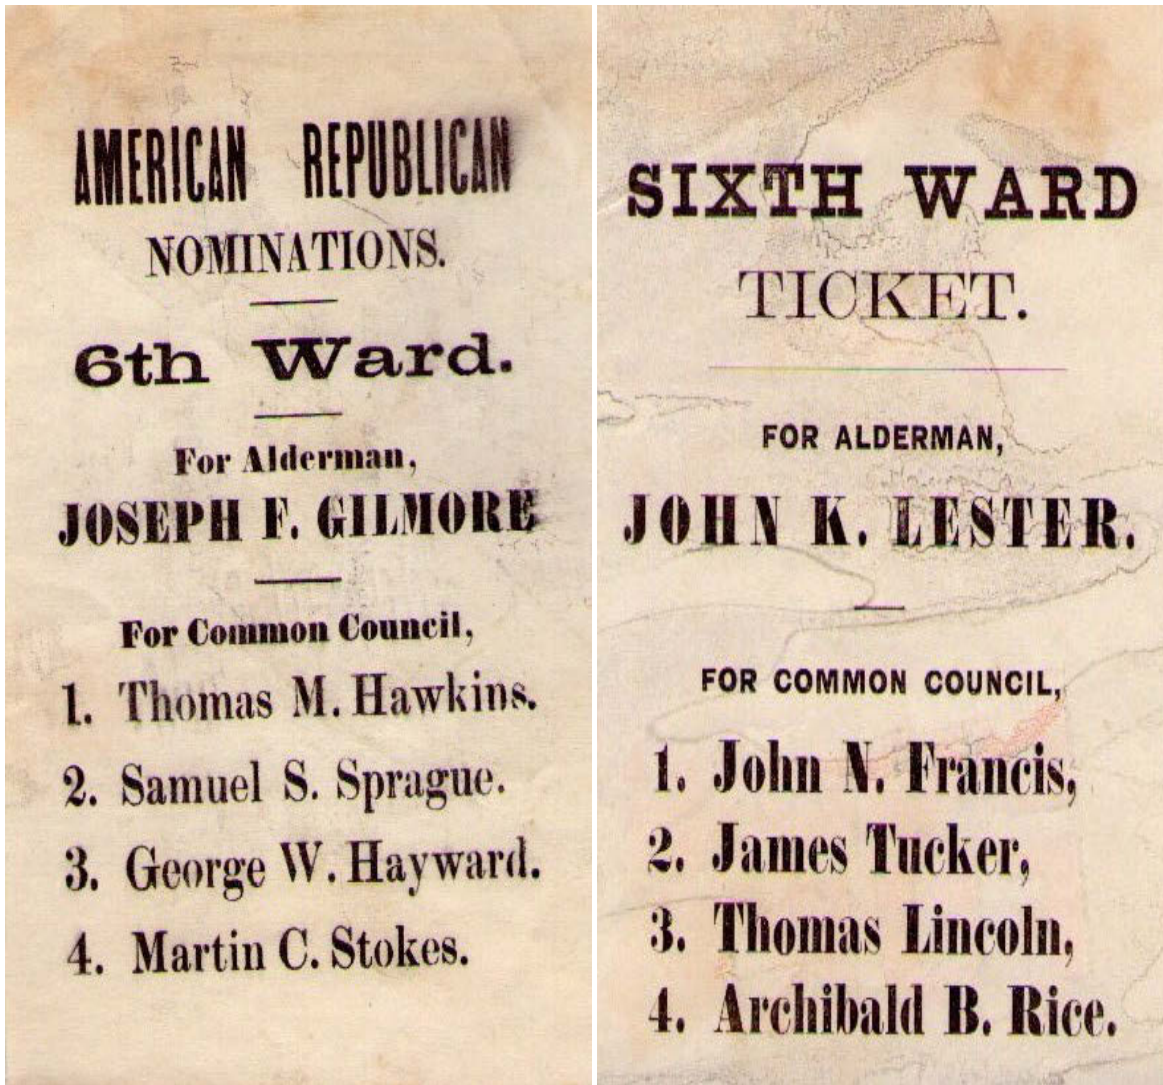 AMERICAN REPUBLICAN
NOMINATIONS.
6th Ward.
For Alderman,
JOSEPH F. GILMORE
For Common Council,
1. Thomas M. Hawkins.
2. Samuel S. Sprague.
3. George W. Hayward.
4. Martin C. Stokes.
SIXTH WARD
TICKET.
FOR ALDERMAN,
JOHN K. LESTER.
FOR COMMON COUNCIL,
1. John N. Francis,
2. James Tucker,
3. Thomas Lincoln,
4. Archibald B. Rice.